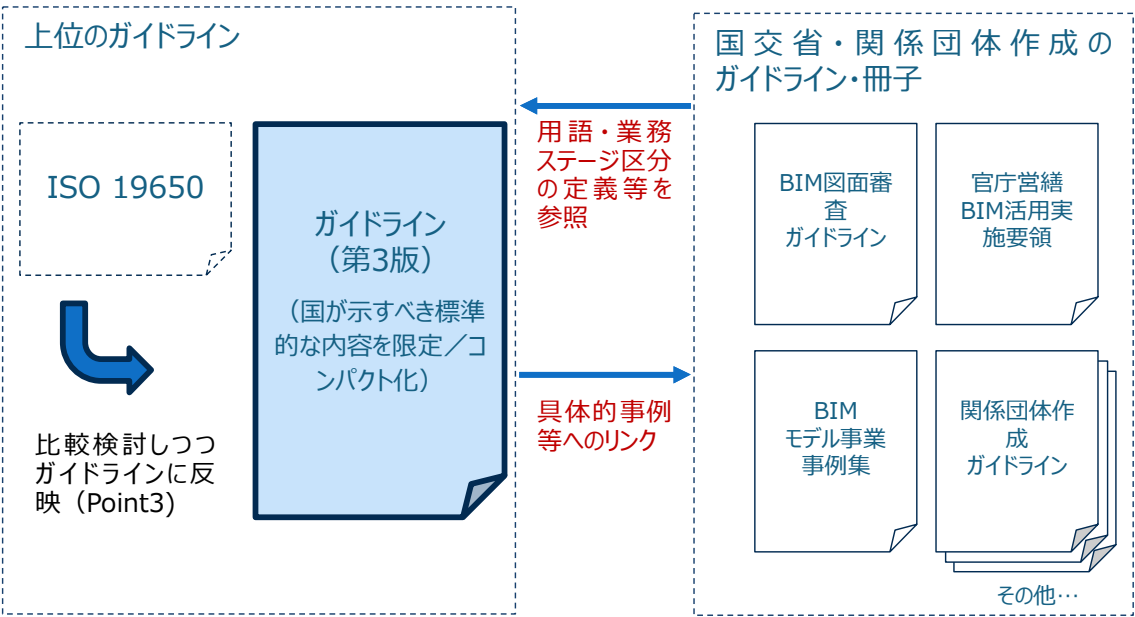 上位のガイドライン
ISO 19650
比較検討しつつ
ガイドラインに反
映（Point3)
ガイドライン
（第3版）
（国が示すべき標準
的な内容を限定／コ
ンパクト化）
用語・業務
ステージ区分
の定義等を
参照
具体的事例
等へのリンク
国交省・関係団体作成の
ガイドライン・冊子
BIM図面審
査
ガイドライン
官庁営繕
BIM活用実
施要領
BIM
モデル事業
事例集
関係団体作
成
ガイドライン
その他…